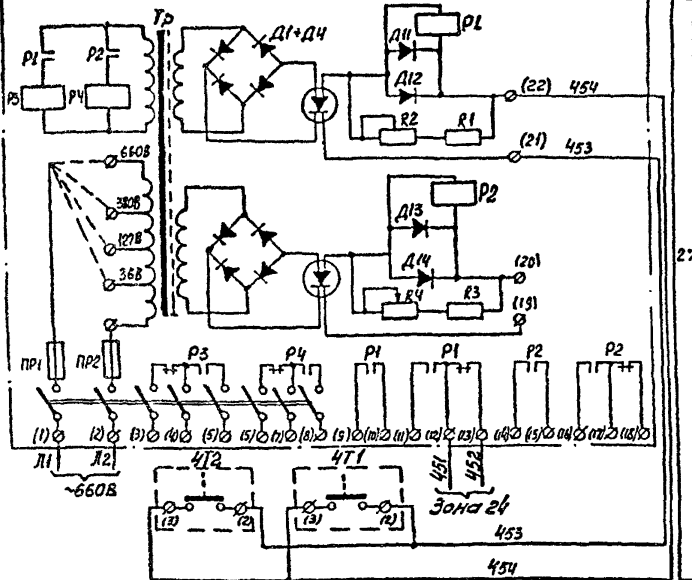 Тр
Д1÷Д4
Р1
Р2
Р3
Р4
Д11
Р1
Д12
R2
R1
(22)
454
(21)
453
660В
380В
127В
36В
Р2
Д13
Д14
R4
R3
(20)
(19)
ПР1
ПР2
Р3
Р4
Р1
Р1
Р2
Р2
(1)
(2)
(3)
(4)
(5)
(6)
(7)
(8)
(9)
(10)
(11)
(12)
(13)
(14)
(15)
(16)
(17)
(18)
Л1
Л2
~660В
4Т2
4Т1
451
452
Зона 24
(3)
(2)
(3)
(2)
453
454